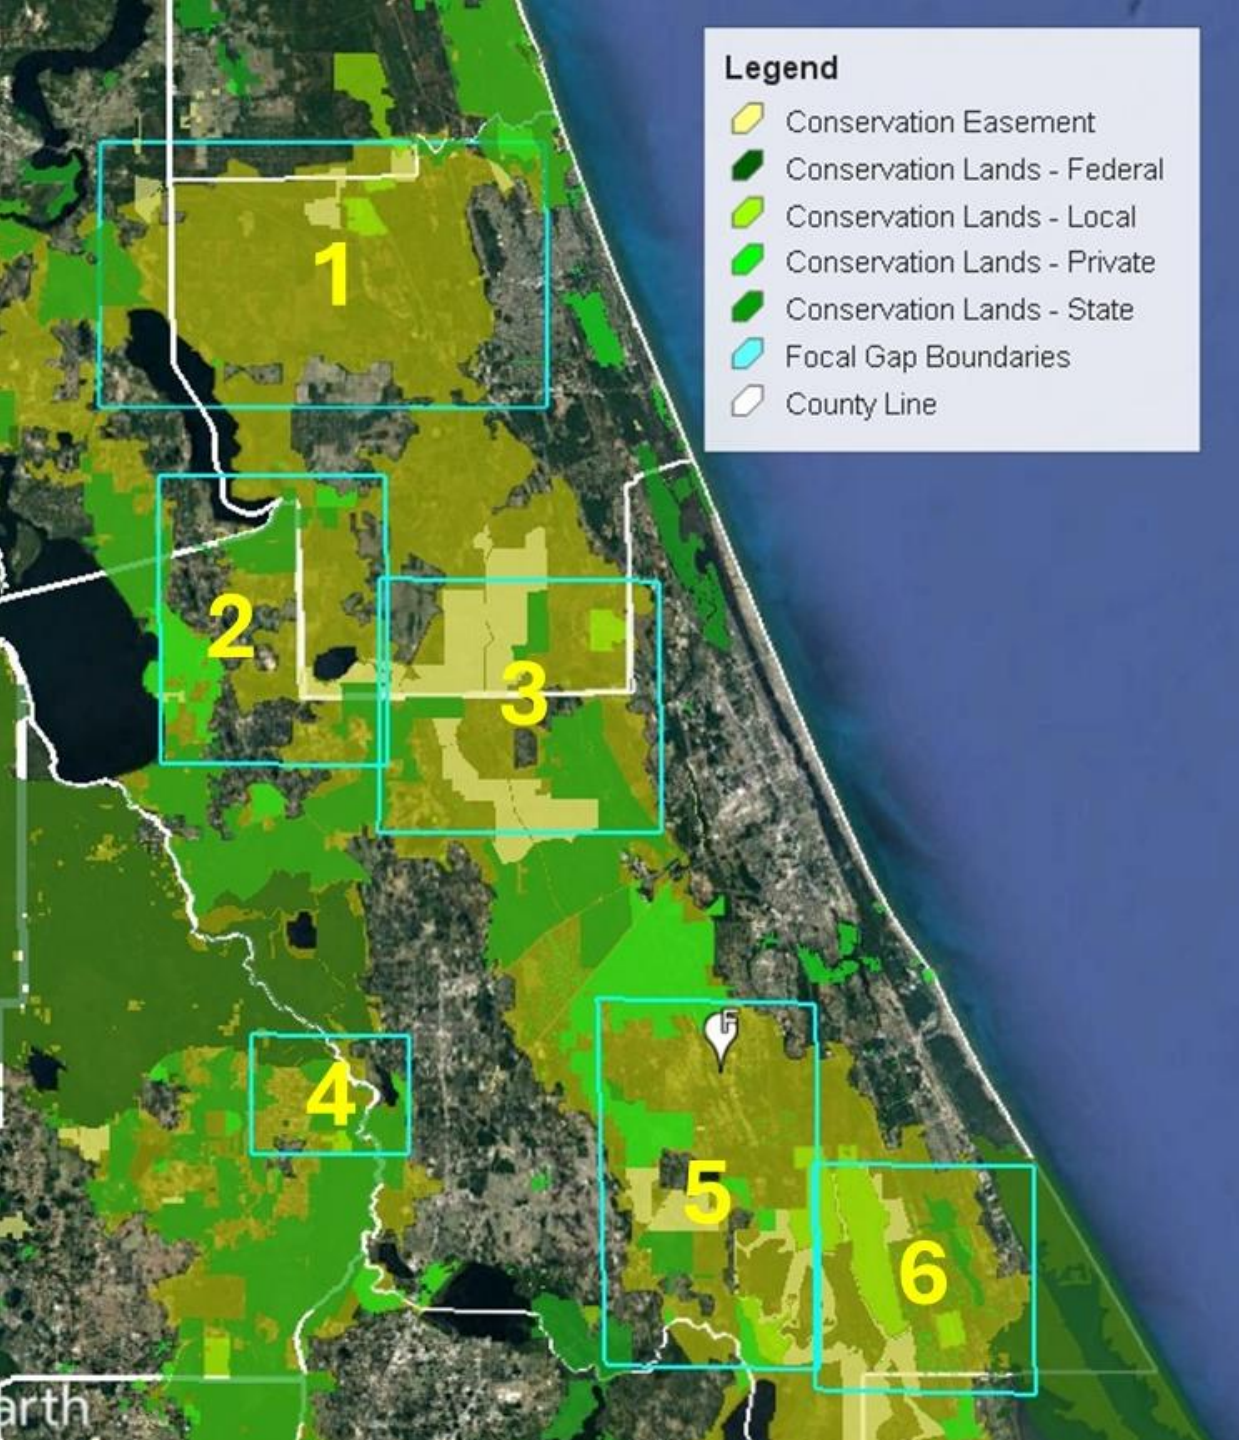 Legend
Conservation Easement
Conservation Lands - Federal
Conservation Lands - Local
Conservation Lands - Private
Conservation Lands - State
Focal Gap Boundaries
County Line
1
2
3
4
F
5
6
arth